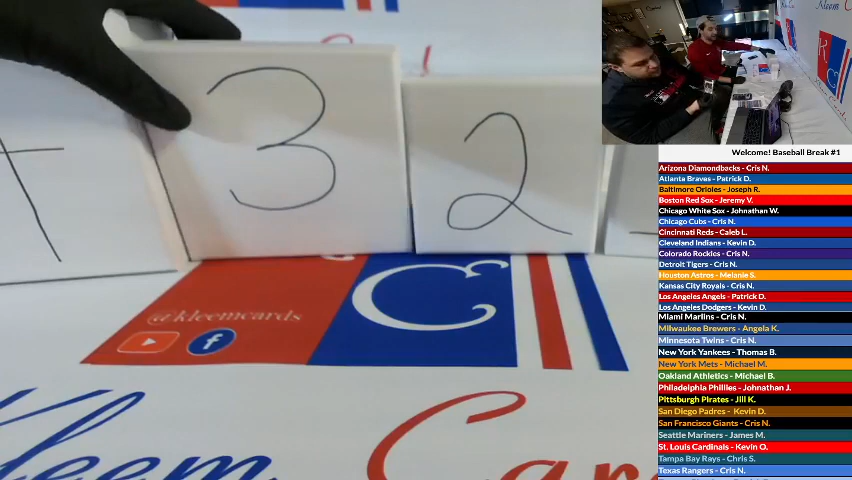 3
2
@kleemcards
C
Kleem Car
R
Welcome! Baseball Break #1
Arizona Diamondbacks - Cris N.
Atlanta Braves - Patrick D.
Baltimore Orioles - Joseph R.
Boston Red Sox - Jeremy V.
Chicago White Sox - Johnathan W.
Chicago Cubs - Cris N.
Cincinnati Reds - Caleb L.
Cleveland Indians - Kevin D.
Colorado Rockies - Cris N.
Detroit Tigers - Cris N.
Houston Astros - Melanie S.
Kansas City Royals - Cris N.
Los Angeles Angels - Patrick D.
Los Angeles Dodgers - Kevin D.
Miami Marlins - Cris N.
Milwaukee Brewers - Angela K.
Minnesota Twins - Cris N.
New York Yankees - Thomas B.
New York Mets - Michael M.
Oakland Athletics - Michael B.
Philadelphia Phillies - Johnathan J.
Pittsburgh Pirates - Jill K.
San Diego Padres - Kevin D.
San Francisco Giants - Cris N.
Seattle Mariners - James M.
St. Louis Cardinals - Kevin O.
Tampa Bay Rays - Chris S.
Texas Rangers - Cris N.